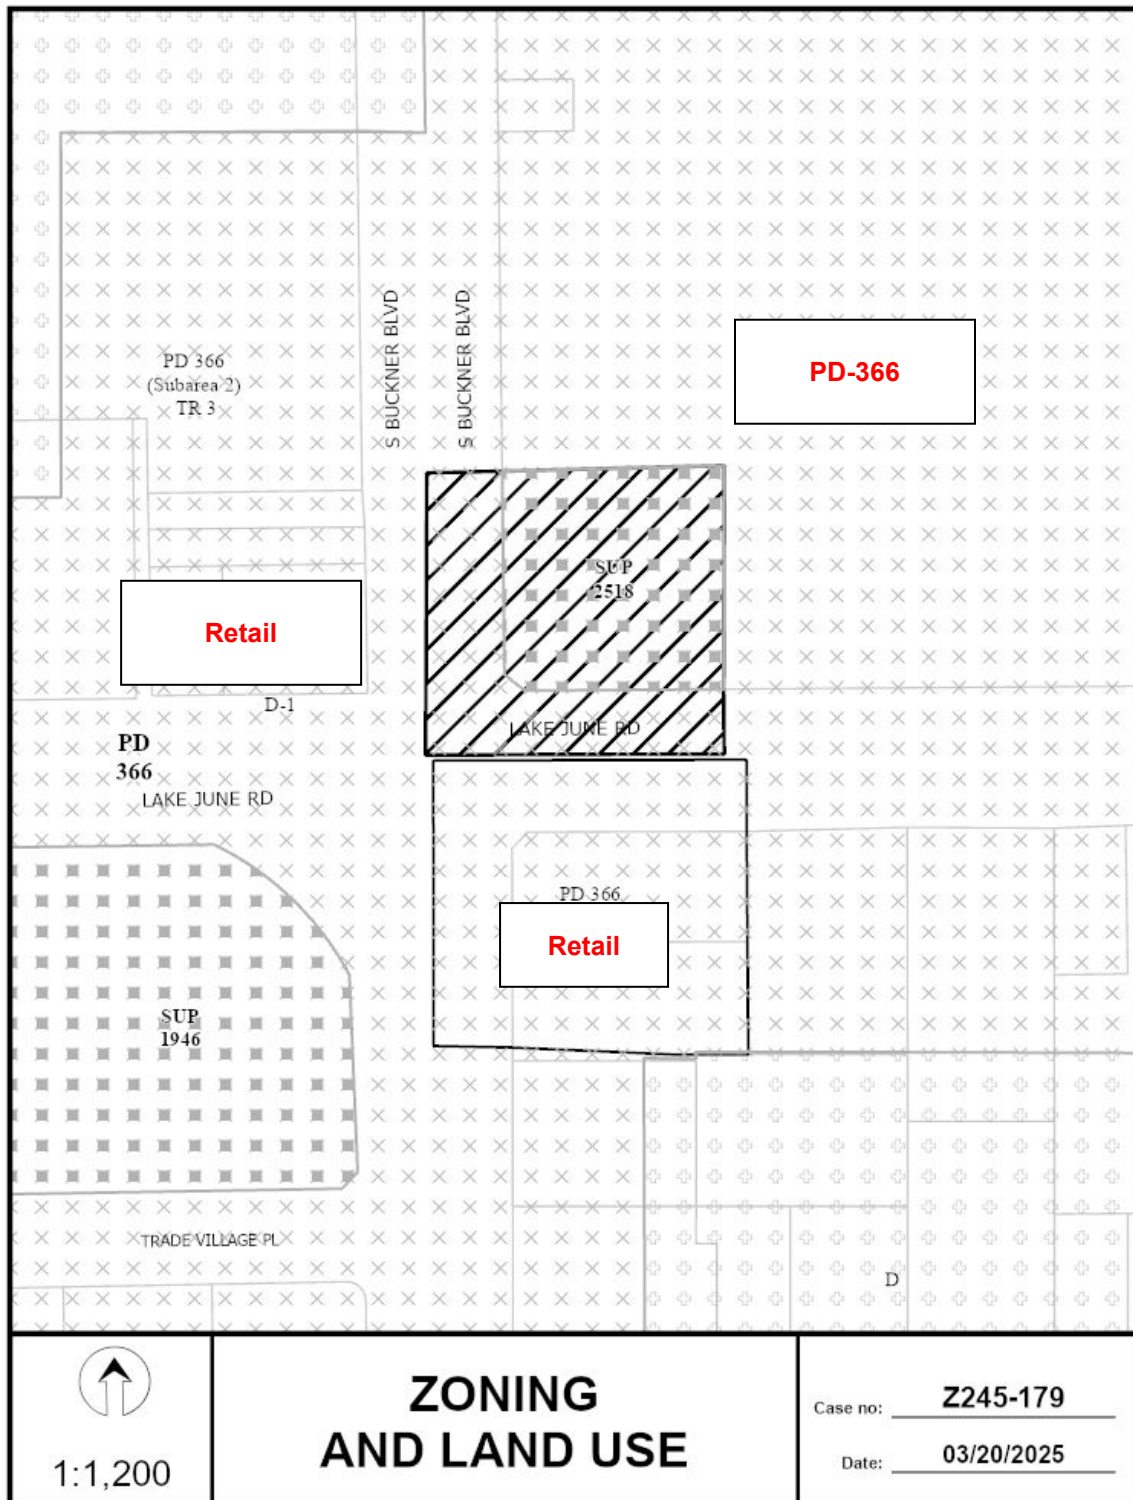 S BUCKNER BLVD
S BUCKNER BLVD
PD 366
(Subarea 2)
TR 3
PD-366
SUP
2518
Retail
D-1
LAKE JUNE RD
PD
366
LAKE JUNE RD
PD 366
Retail
SUP
1946
TRADE VILLAGE PL
D
1:1,200
ZONING
AND LAND USE
Case no: Z245-179
Date: 03/20/2025